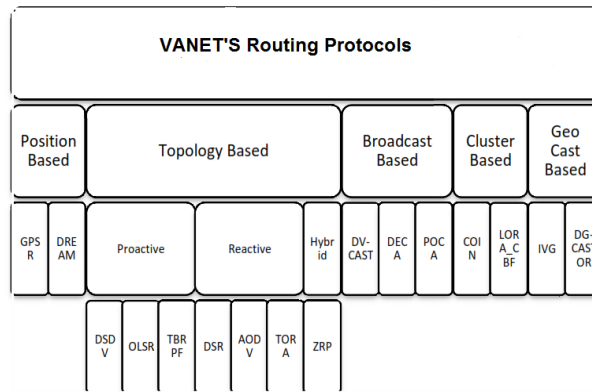 VANET'S Routing Protocols
Position
Based
Topology Based
Broadcast
Based
Cluster
Based
Geo
Cast
Based
GPS
R
DRE
AM
Proactive
Reactive
Hybr
id
DV-
CAST
DEC
A
POC
A
COI
N
LOR
A_C
BF
IVG
DG-
CAST
OR
DSD
V
OLSR
TBR
PF
DSR
AOD
V
TOR
A
ZRP